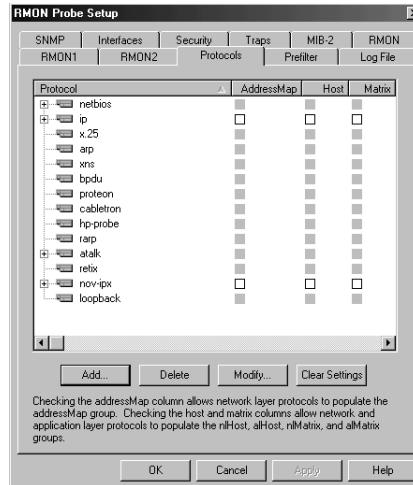 RMON Probe Setup
SNMP Interfaces Security Traps MIB-2 RMON
RMON1 RMON2 Protocols Prefilter Log File
Protocol AddressMap Host Matrix
netbios
ip
x.25
arp
xns
bpdu
proteon
cabletron
hp-probe
rarp
atalk
retix
nov-ipx
loopback
Add... Delete Modify... Clear Settings
Checking the addressMap column allows network layer protocols to populate the
addressMap group. Checking the host and matrix columns allow network and
application layer protocols to populate the nlHost, alHost, nlMatrix, and alMatrix
groups.
OK Cancel Apply Help